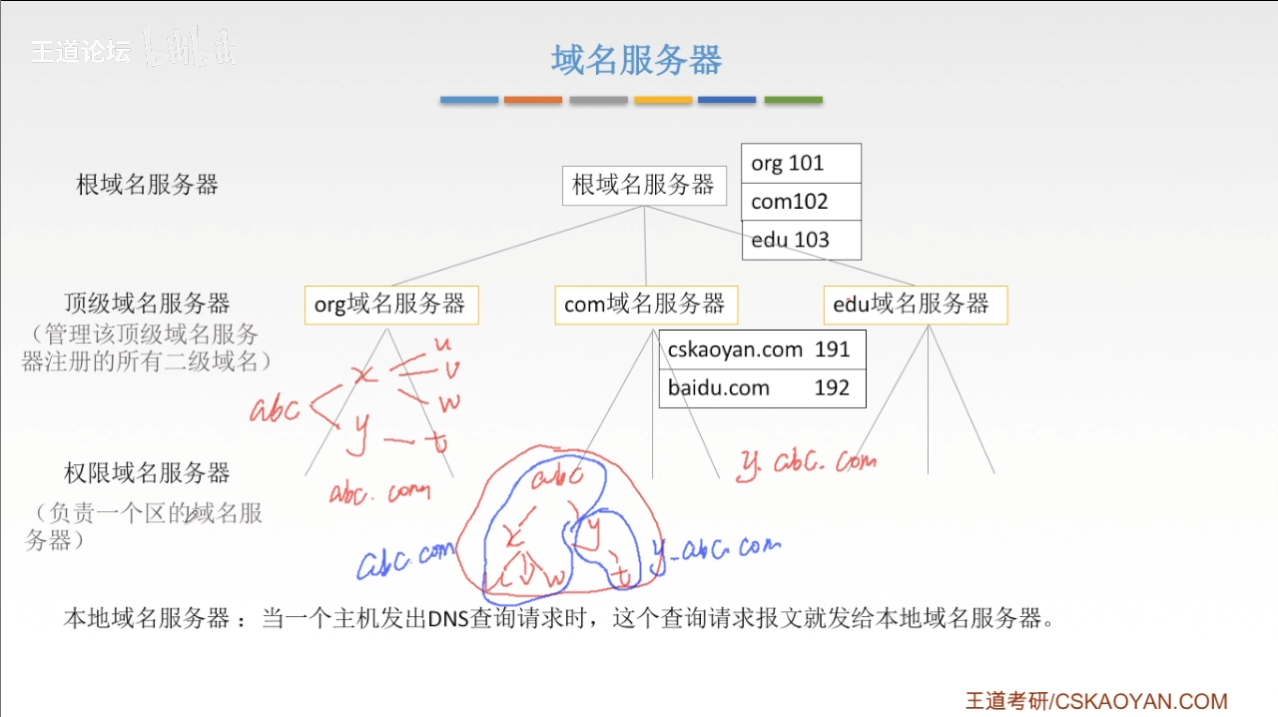 王道论坛 bilibili
域名服务器
根域名服务器
根域名服务器
org 101
com102
edu 103
顶级域名服务器
（管理该顶级域名服务
器注册的所有二级域名）
org域名服务器
com域名服务器
edu域名服务器
cskaoyan.com 191
baidu.com 192
u
x
v
abc
w
y
t
权限域名服务器
（负责一个区的域名服
务器）
abc.com
abc
y.abc.com
x
y
v
w
t
abc.com
y.abc.com
本地域名服务器：当一个主机发出DNS查询请求时，这个查询请求报文就发给本地域名服务器。
王道考研/CSKAOYAN.COM